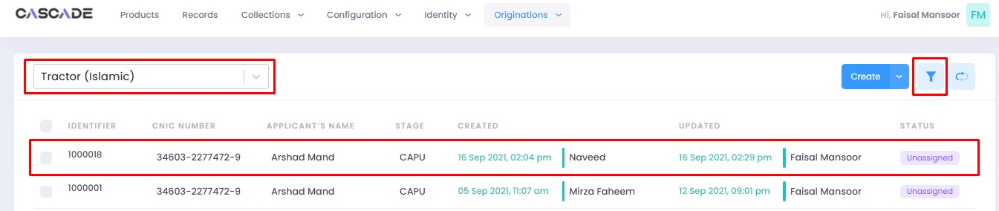 CASCADE Products Records Collections Configuration Identity Originations Hi, Faisal Mansoor FM
Tractor (Islamic) Create
IDENTIFIER CNIC NUMBER APPLICANT'S NAME STAGE CREATED UPDATED STATUS
1000018 34603-2277472-9 Arshad Mand CAPU 16 Sep 2021, 02:04 pm Naveed 16 Sep 2021, 02:29 pm Faisal Mansoor Unassigned
1000001 34603-2277472-9 Arshad Mand CAPU 05 Sep 2021, 11:07 am Mirza Faheem 12 Sep 2021, 09:01 pm Faisal Mansoor Unassigned